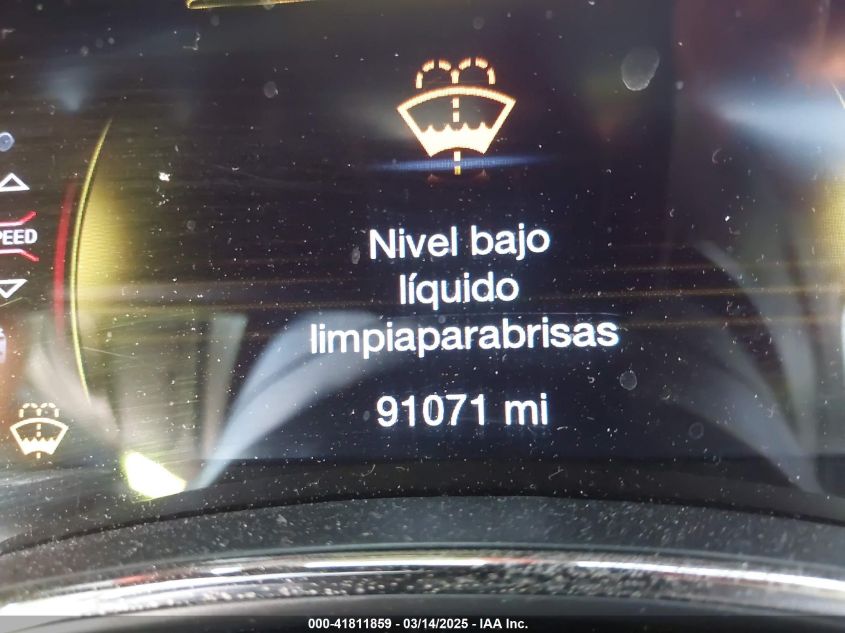 PEED
Nivel bajo
líquido
limpiaparabrisas
91071 mi
000-41811859 - 03/14/2025 - IAA Inc.